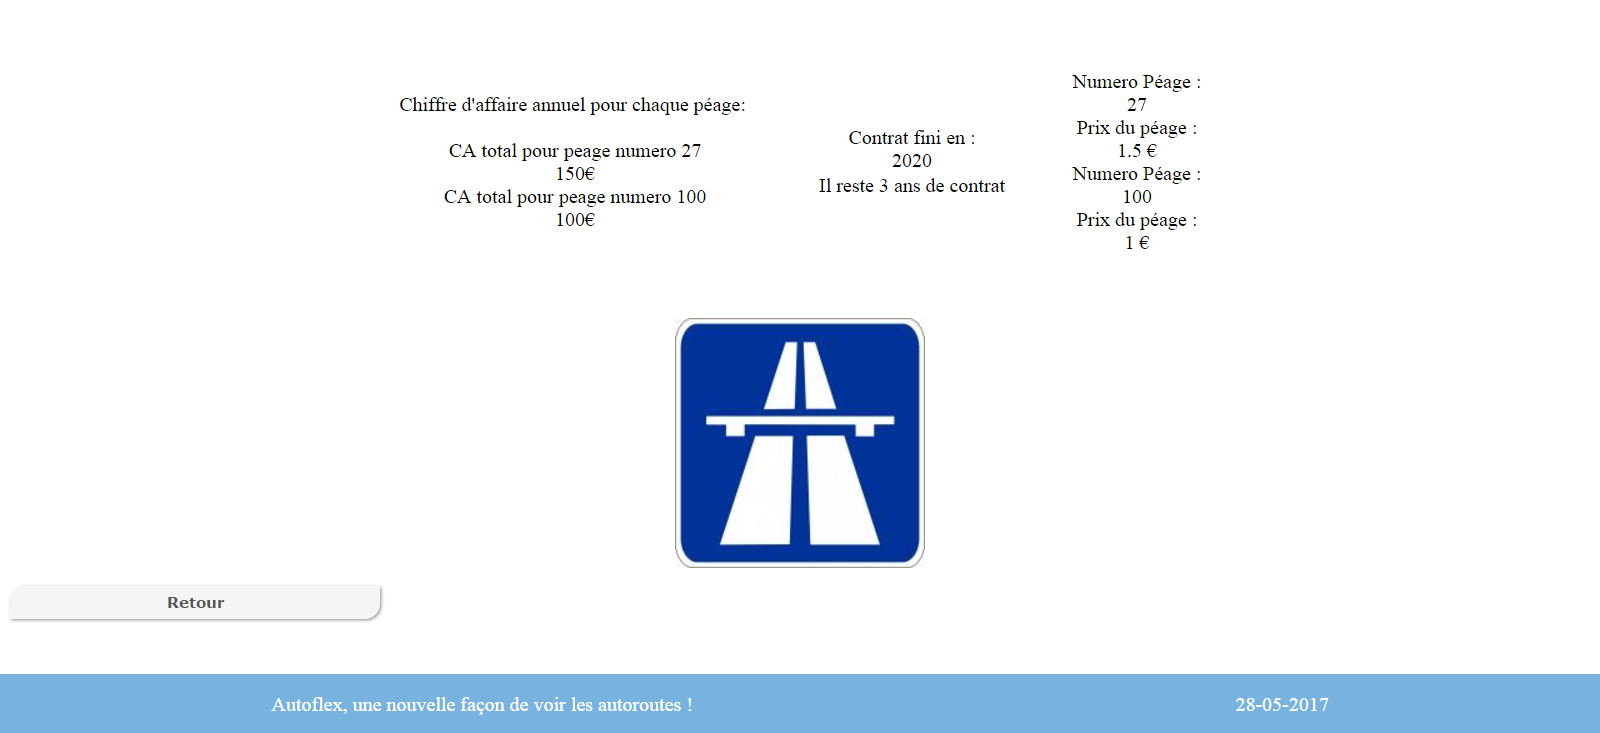 Chiffre d'affaire annuel pour chaque péage:
CA total pour peage numero 27
150€
CA total pour peage numero 100
100€
Contrat fini en :
2020
Il reste 3 ans de contrat
Numero Péage :
27
Prix du péage :
1.5 €
Numero Péage :
100
Prix du péage :
1 €
Retour
Autoflex, une nouvelle façon de voir les autoroutes !
28-05-2017